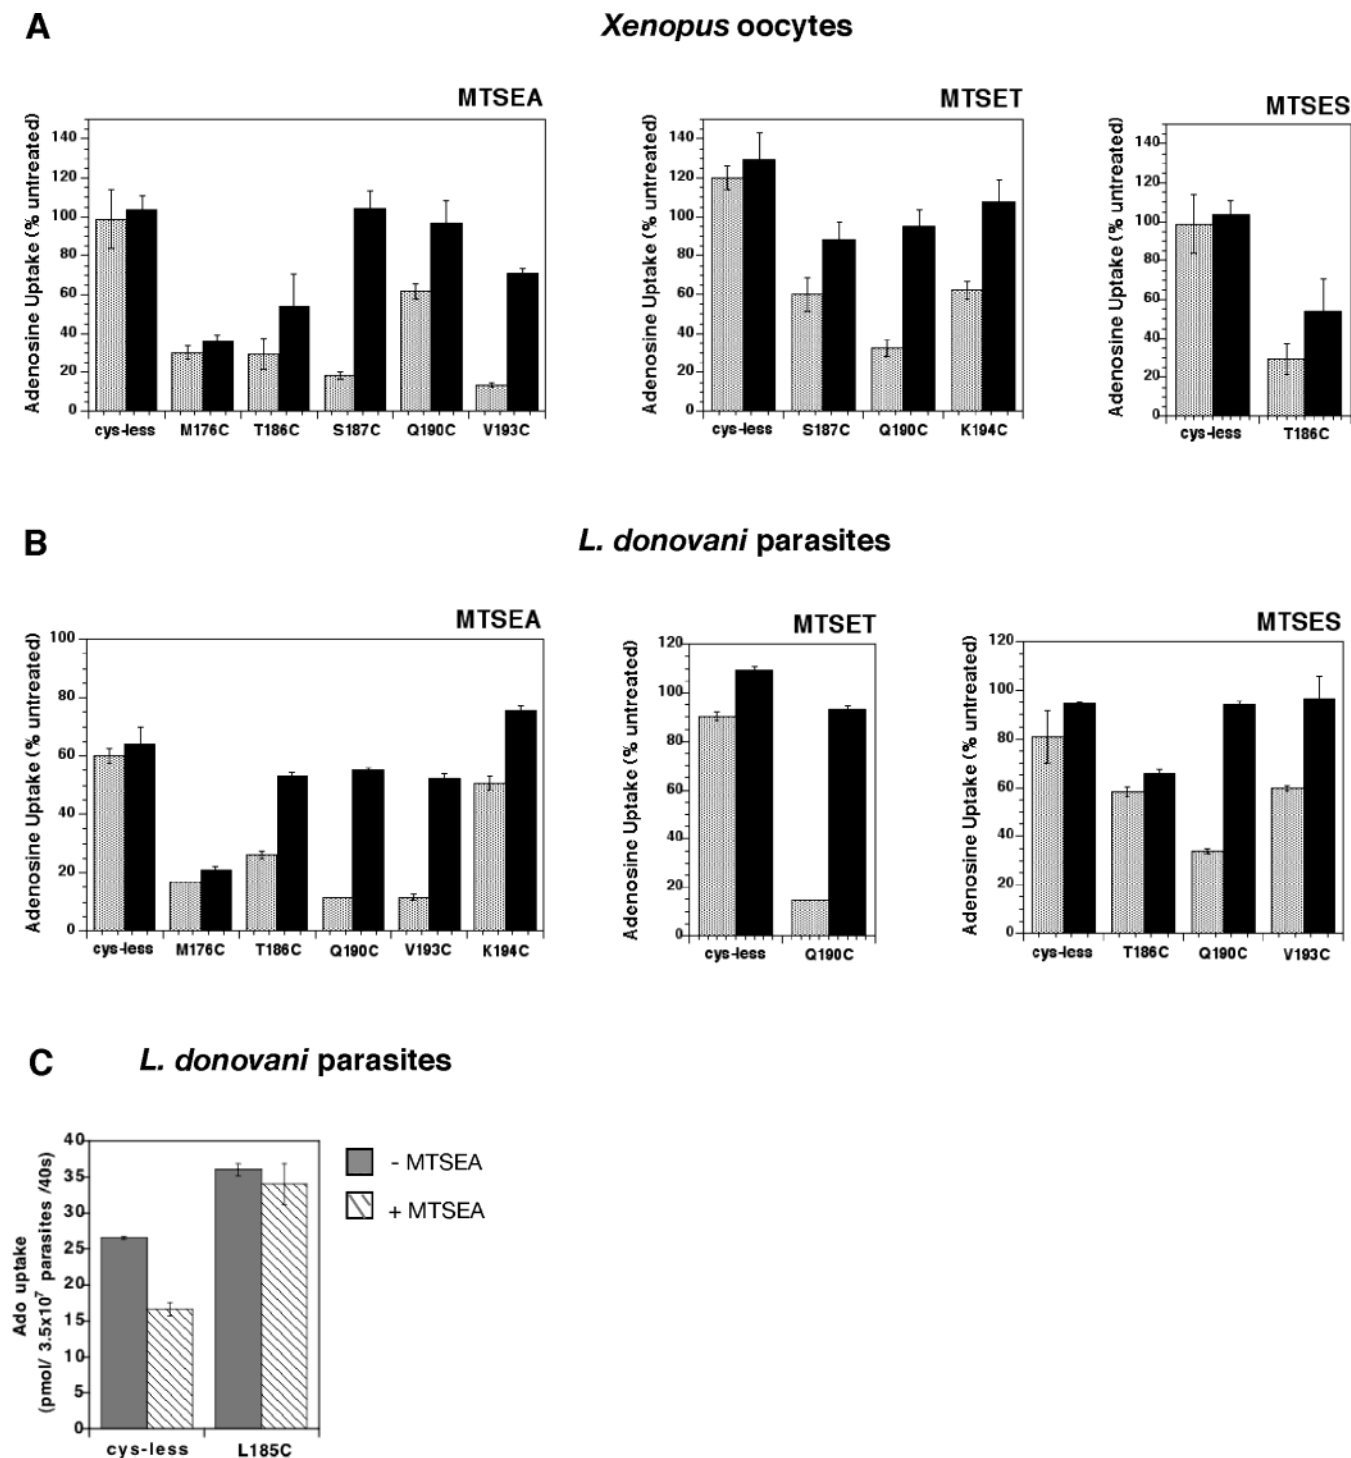 A
Xenopus oocytes
MTSEA
Adenosine Uptake (% untreated)
140
120
100
80
60
40
20
0
cys-less M176C T186C S187C Q190C V193C
MTSET
Adenosine Uptake (% untreated)
140
120
100
80
60
40
20
0
cys-less S187C Q190C K194C
MTSES
Adenosine Uptake (% untreated)
140
120
100
80
60
40
20
0
cys-less T186C
B
L. donovani parasites
MTSEA
Adenosine Uptake (% untreated)
100
80
60
40
20
0
cys-less M176C T186C Q190C V193C K194C
MTSET
Adenosine Uptake (% untreated)
120
100
80
60
40
20
0
cys-less Q190C
MTSES
Adenosine Uptake (% untreated)
120
100
80
60
40
20
0
cys-less T186C Q190C V193C
C
L. donovani parasites
Ado uptake
(pmol/ 3.5x10⁷ parasites /40s)
40
35
30
25
20
15
10
5
0
cys-less L185C
- MTSEA
+ MTSEA